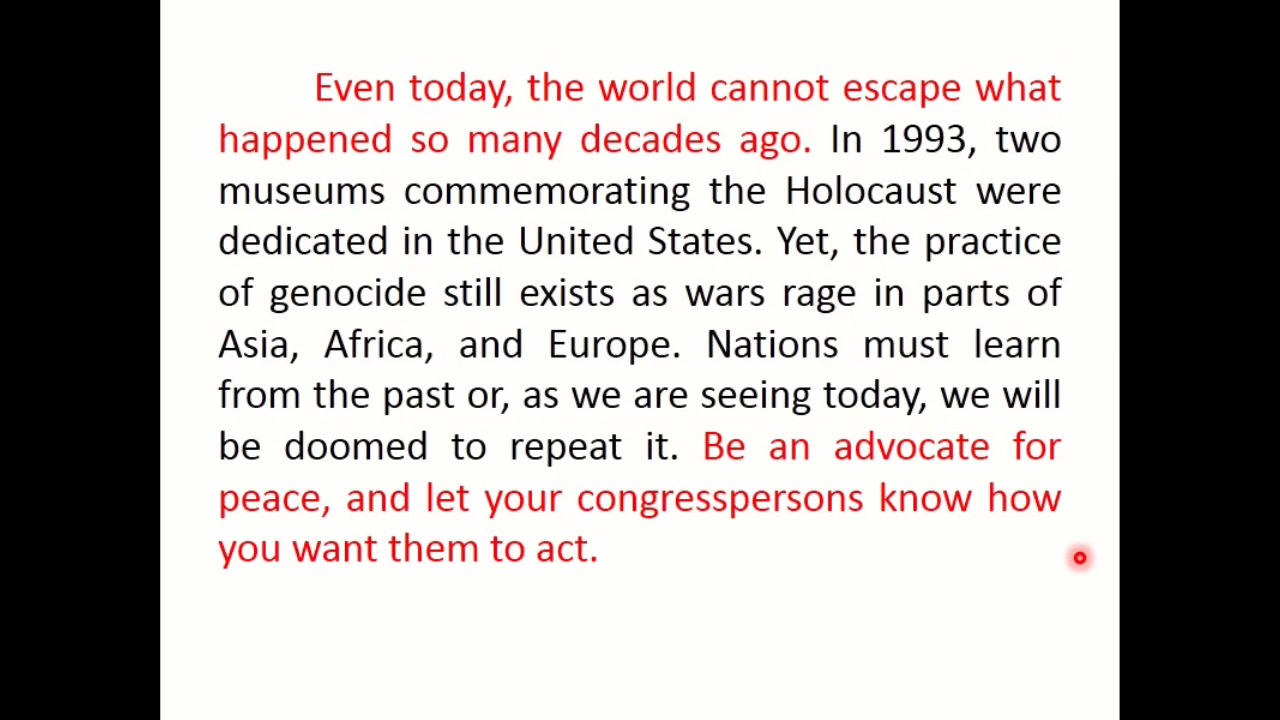 Even today, the world cannot escape what
happened so many decades ago. In 1993, two
museums commemorating the Holocaust were
dedicated in the United States. Yet, the practice
of genocide still exists as wars rage in parts of
Asia, Africa, and Europe. Nations must learn
from the past or, as we are seeing today, we will
be doomed to repeat it. Be an advocate for
peace, and let your congresspersons know how
you want them to act.